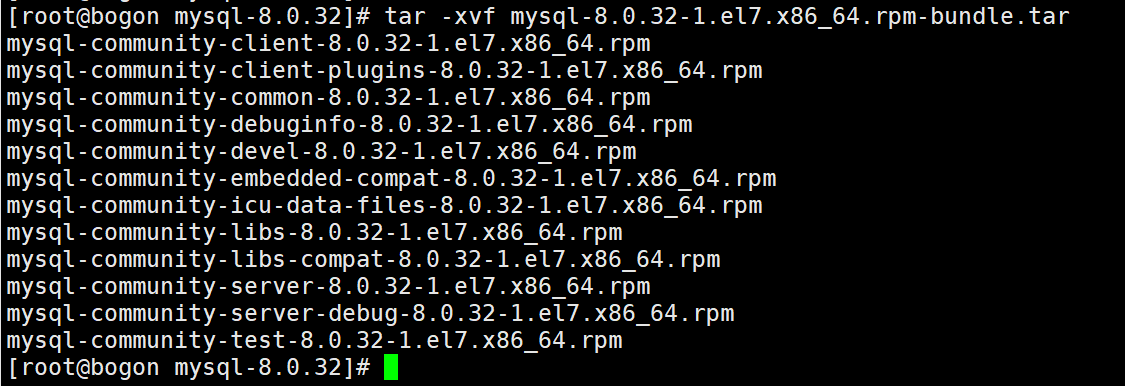 [root@bogon mysql-8.0.32]# tar -xvf mysql-8.0.32-1.el7.x86_64.rpm-bundle.tar
mysql-community-client-8.0.32-1.el7.x86_64.rpm
mysql-community-client-plugins-8.0.32-1.el7.x86_64.rpm
mysql-community-common-8.0.32-1.el7.x86_64.rpm
mysql-community-debuginfo-8.0.32-1.el7.x86_64.rpm
mysql-community-devel-8.0.32-1.el7.x86_64.rpm
mysql-community-embedded-compat-8.0.32-1.el7.x86_64.rpm
mysql-community-icu-data-files-8.0.32-1.el7.x86_64.rpm
mysql-community-libs-8.0.32-1.el7.x86_64.rpm
mysql-community-libs-compat-8.0.32-1.el7.x86_64.rpm
mysql-community-server-8.0.32-1.el7.x86_64.rpm
mysql-community-server-debug-8.0.32-1.el7.x86_64.rpm
mysql-community-test-8.0.32-1.el7.x86_64.rpm
[root@bogon mysql-8.0.32]#